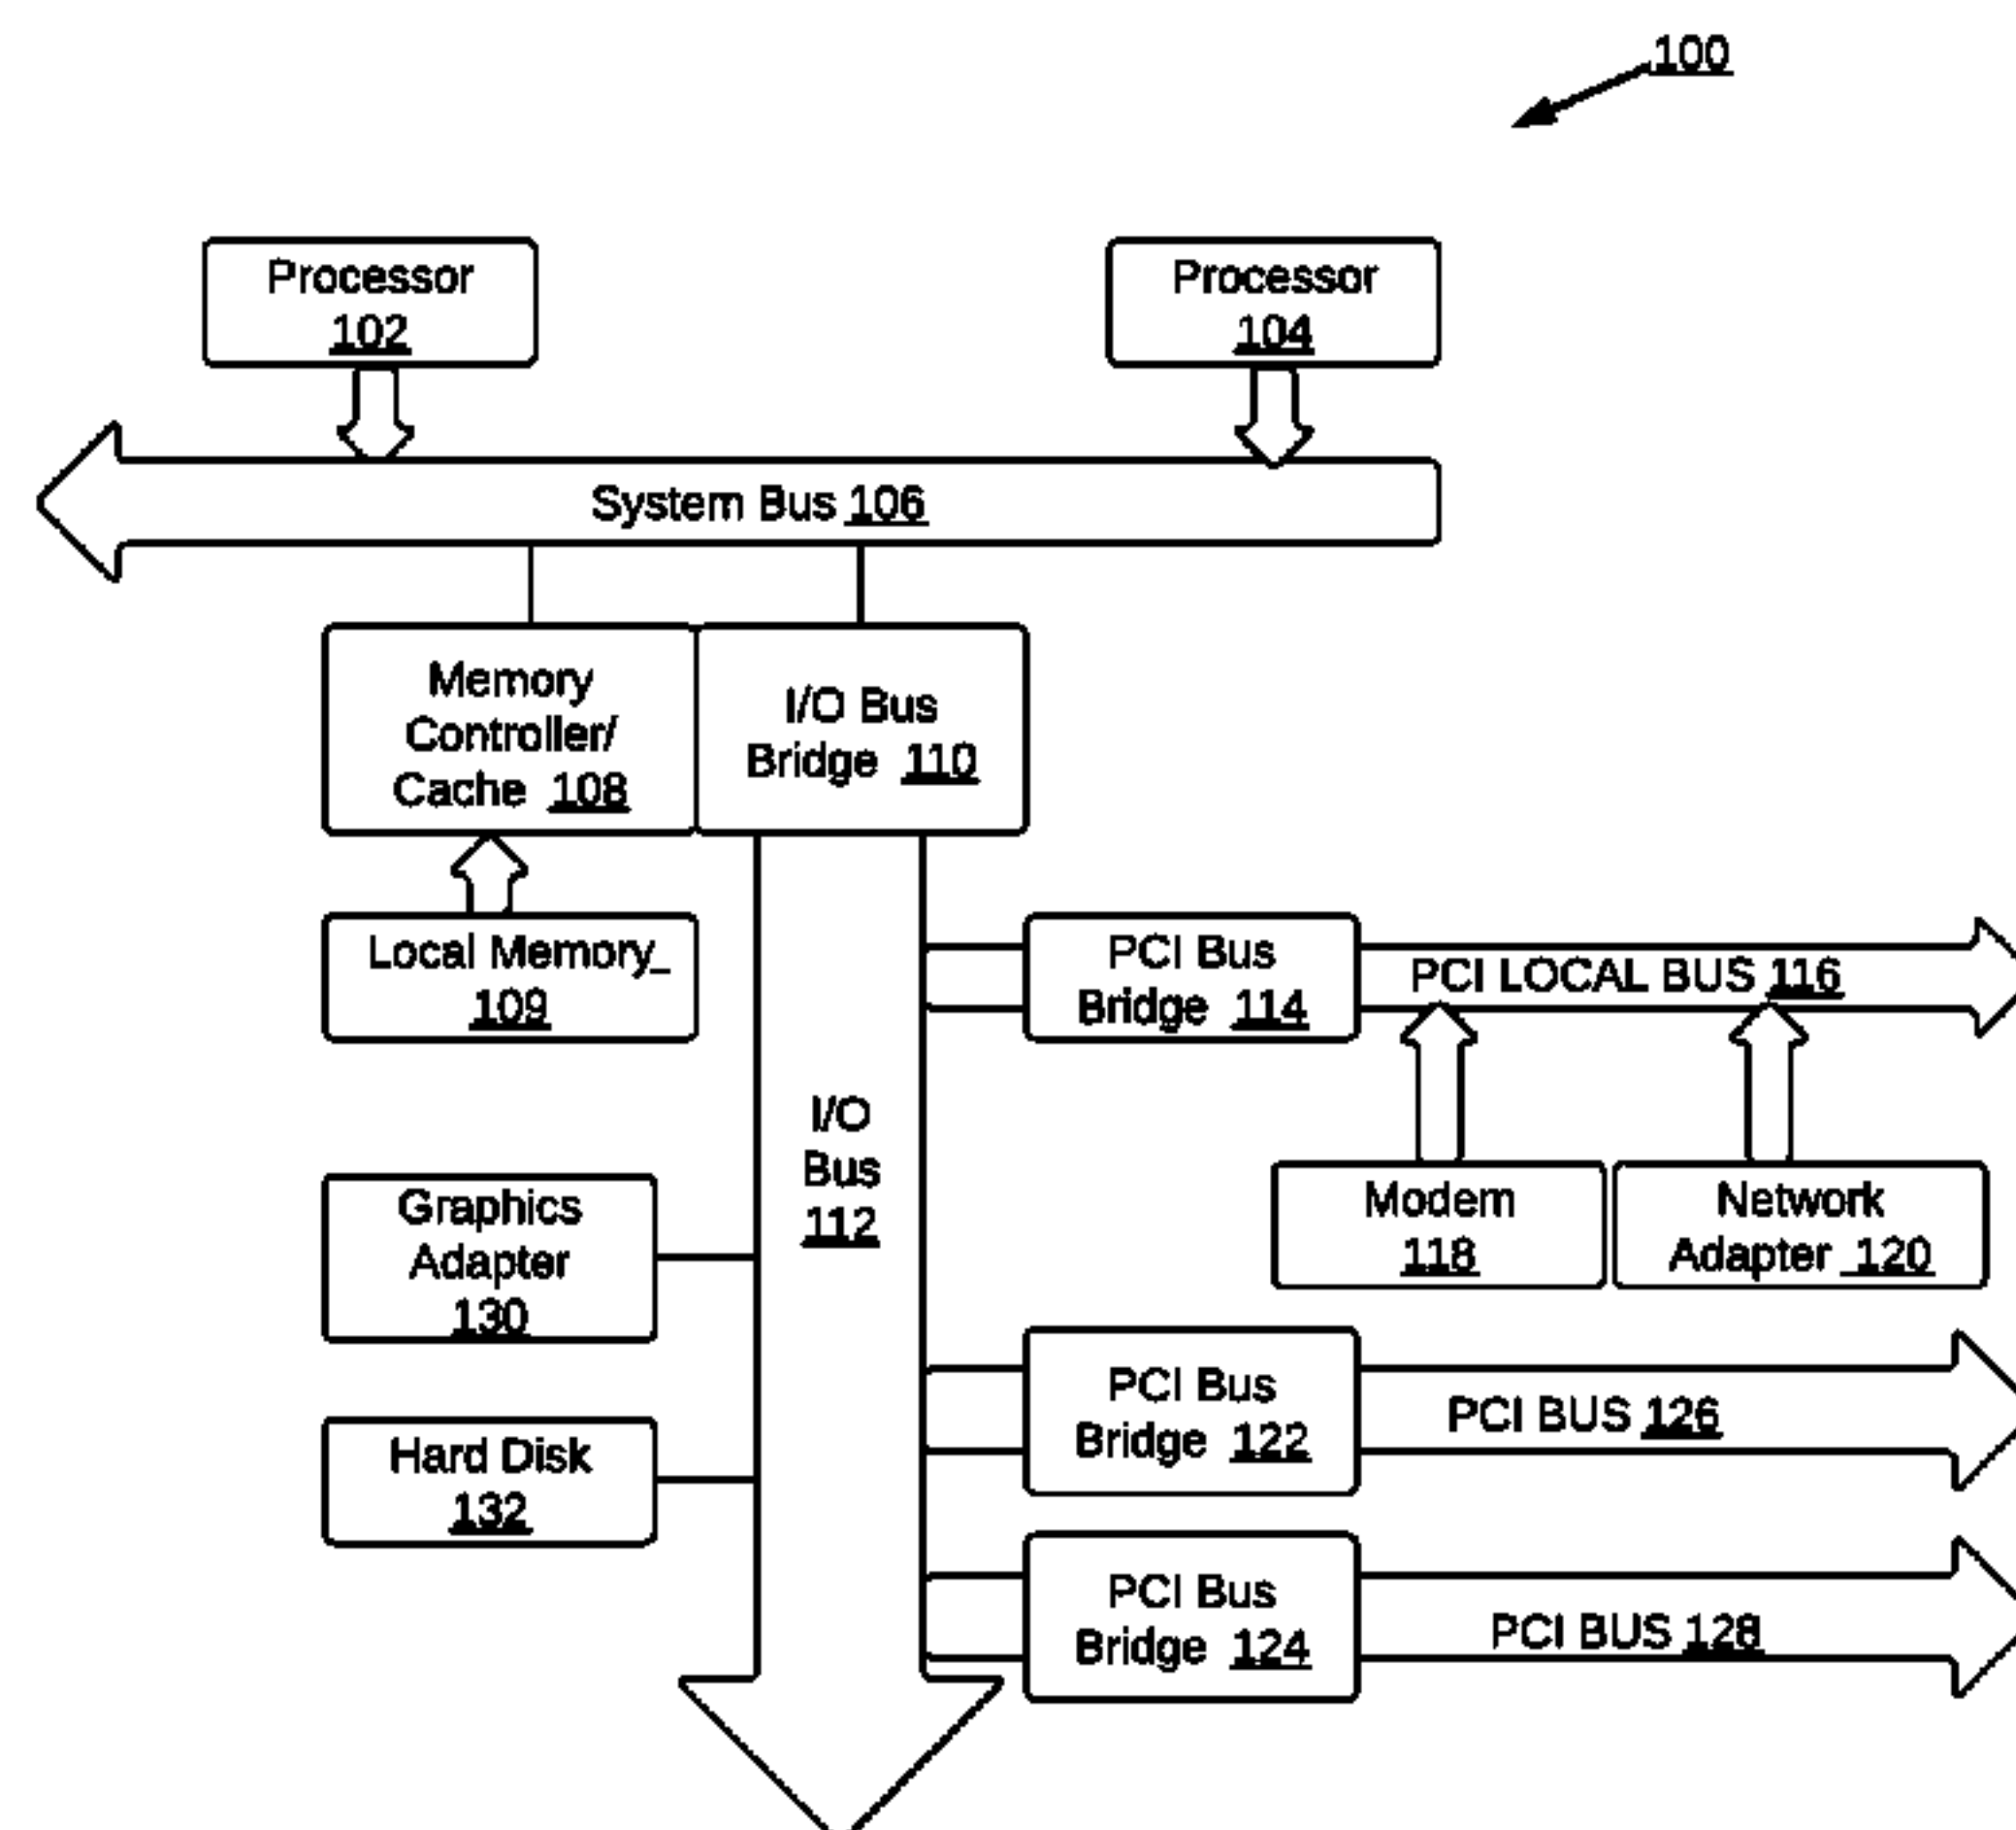 100
Processor
102
Processor
104
System Bus 106
Memory
Controller/
Cache 108
I/O Bus
Bridge 110
Local Memory_
109
PCI Bus
Bridge 114
PCI LOCAL BUS 116
I/O
Bus
112
Modem
118
Network
Adapter 120
Graphics
Adapter
130
PCI Bus
Bridge 122
PCI BUS 126
Hard Disk
132
PCI Bus
Bridge 124
PCI BUS 128